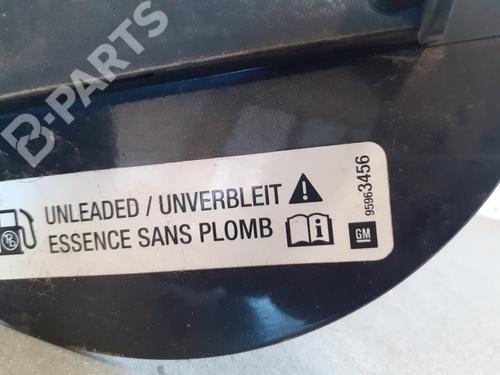 B-PARTS
UNLEADED / UNVERBLEIT
ESSENCE SANS PLOMB
95963456
GM